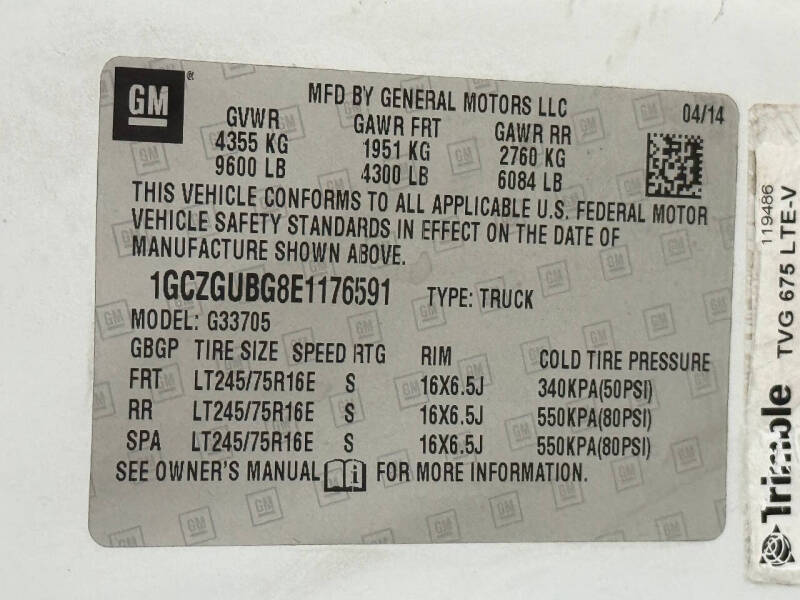 GM
MFD BY GENERAL MOTORS LLC
04/14
GVWR GAWR FRT GAWR RR
4355 KG 1951 KG 2760 KG
9600 LB 4300 LB 6084 LB
THIS VEHICLE CONFORMS TO ALL APPLICABLE U.S. FEDERAL MOTOR
VEHICLE SAFETY STANDARDS IN EFFECT ON THE DATE OF
MANUFACTURE SHOWN ABOVE.
1GCZGUBG8E1176591 TYPE: TRUCK
MODEL: G33705
GBGP TIRE SIZE SPEED RTG RIM COLD TIRE PRESSURE
FRT LT245/75R16E S 16X6.5J 340KPA(50PSI)
RR LT245/75R16E S 16X6.5J 550KPA(80PSI)
SPA LT245/75R16E S 16X6.5J 550KPA(80PSI)
SEE OWNER'S MANUAL i FOR MORE INFORMATION.
Trimble
TVG 675 LTE-V
119486